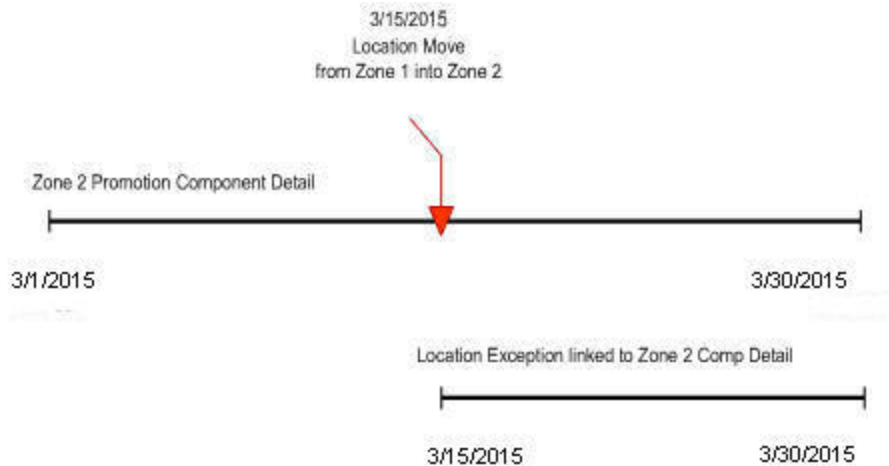 3/15/2015
Location Move
from Zone 1 into Zone 2
Zone 2 Promotion Component Detail
3/1/2015
3/30/2015
Location Exception linked to Zone 2 Comp Detail
3/15/2015
3/30/2015